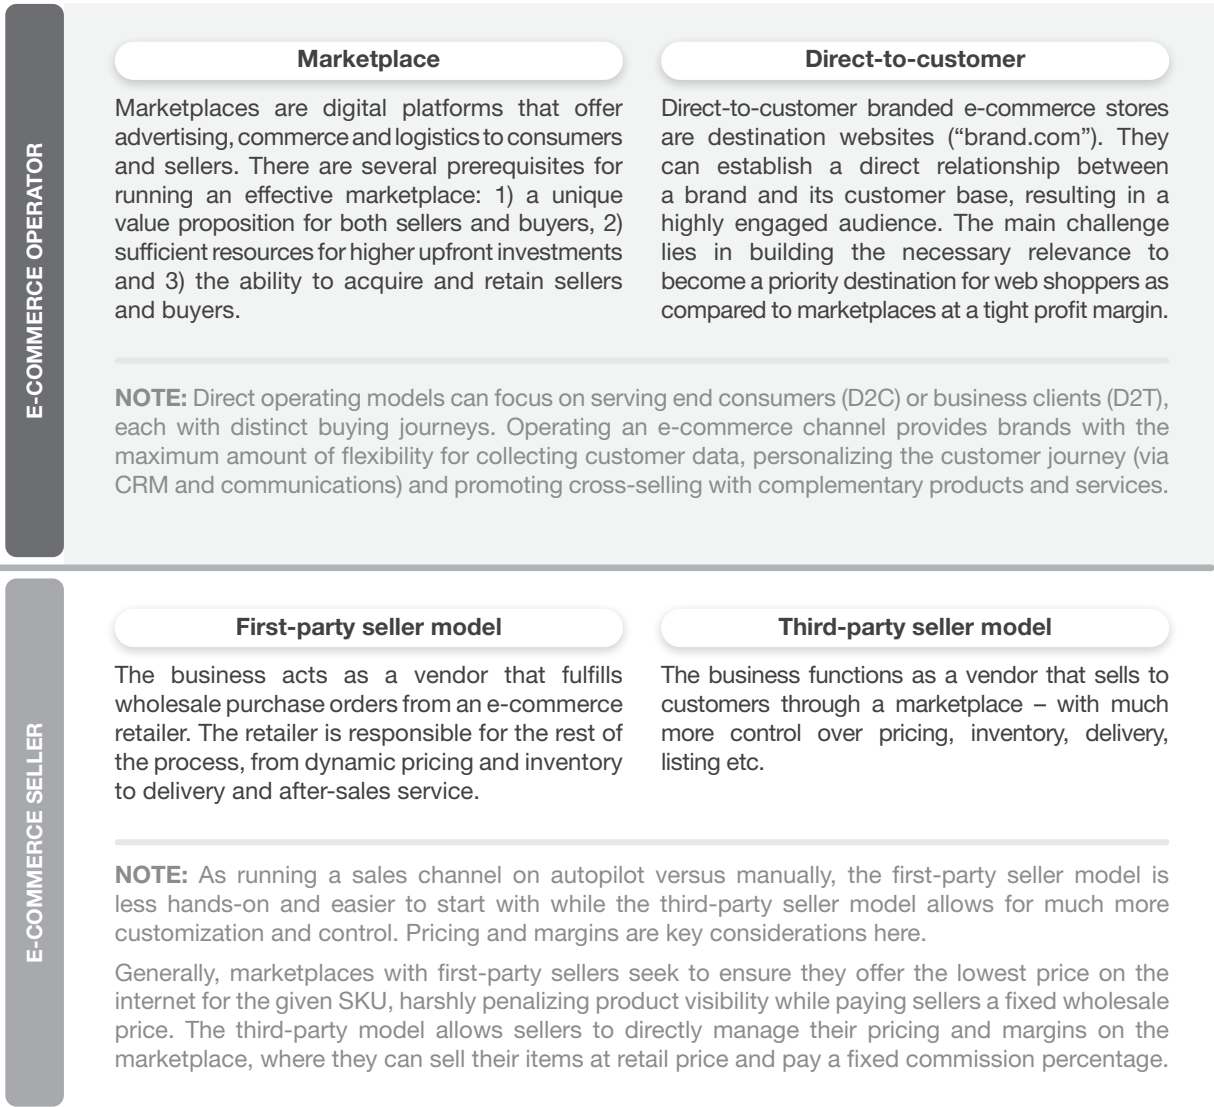 E-COMMERCE OPERATOR
Marketplace
Marketplaces are digital platforms that offer
advertising, commerce and logistics to consumers
and sellers. There are several prerequisites for
running an effective marketplace: 1) a unique
value proposition for both sellers and buyers, 2)
sufficient resources for higher upfront investments
and 3) the ability to acquire and retain sellers
and buyers.
Direct-to-customer
Direct-to-customer branded e-commerce stores
are destination websites (“brand.com”). They
can establish a direct relationship between
a brand and its customer base, resulting in a
highly engaged audience. The main challenge
lies in building the necessary relevance to
become a priority destination for web shoppers as
compared to marketplaces at a tight profit margin.
NOTE: Direct operating models can focus on serving end consumers (D2C) or business clients (D2T),
each with distinct buying journeys. Operating an e-commerce channel provides brands with the
maximum amount of flexibility for collecting customer data, personalizing the customer journey (via
CRM and communications) and promoting cross-selling with complementary products and services.
E-COMMERCE SELLER
First-party seller model
The business acts as a vendor that fulfills
wholesale purchase orders from an e-commerce
retailer. The retailer is responsible for the rest of
the process, from dynamic pricing and inventory
to delivery and after-sales service.
Third-party seller model
The business functions as a vendor that sells to
customers through a marketplace – with much
more control over pricing, inventory, delivery,
listing etc.
NOTE: As running a sales channel on autopilot versus manually, the first-party seller model is
less hands-on and easier to start with while the third-party seller model allows for much more
customization and control. Pricing and margins are key considerations here.
Generally, marketplaces with first-party sellers seek to ensure they offer the lowest price on the
internet for the given SKU, harshly penalizing product visibility while paying sellers a fixed wholesale
price. The third-party model allows sellers to directly manage their pricing and margins on the
marketplace, where they can sell their items at retail price and pay a fixed commission percentage.